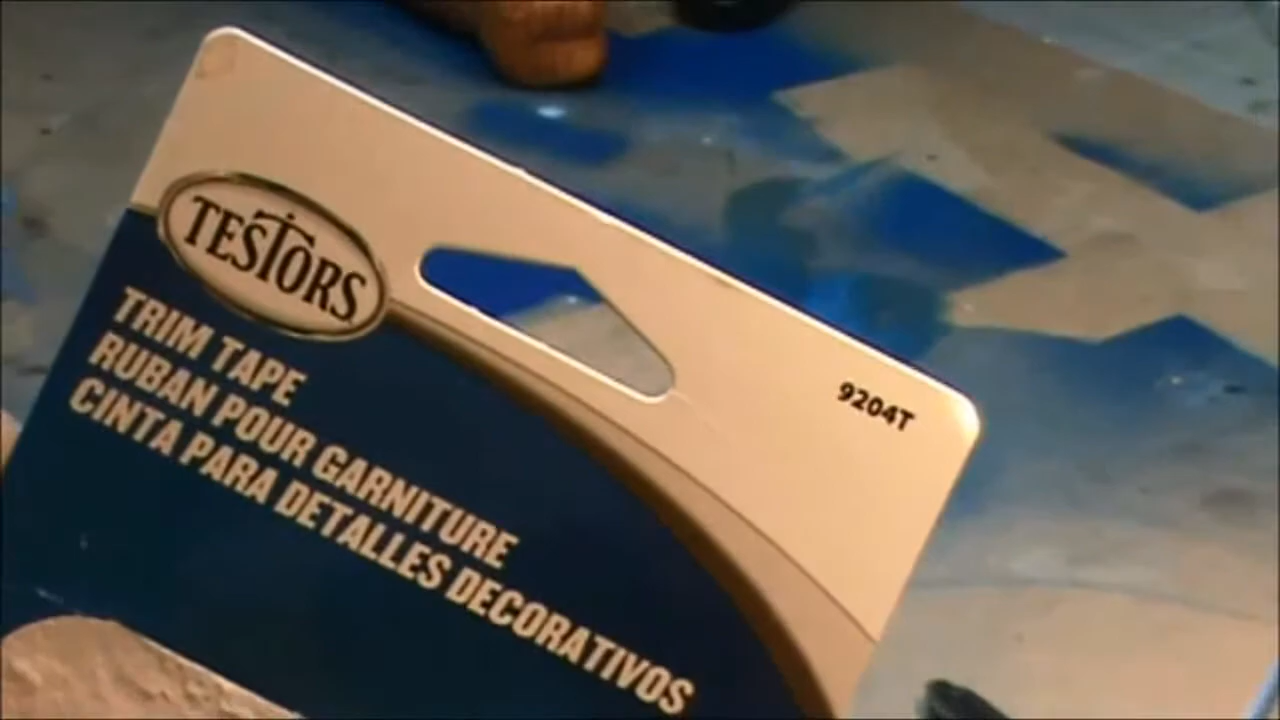 TESTORS
9204T
TRIM TAPE
RUBAN POUR GARNITURE
CINTA PARA DETALLES DECORATIVOS